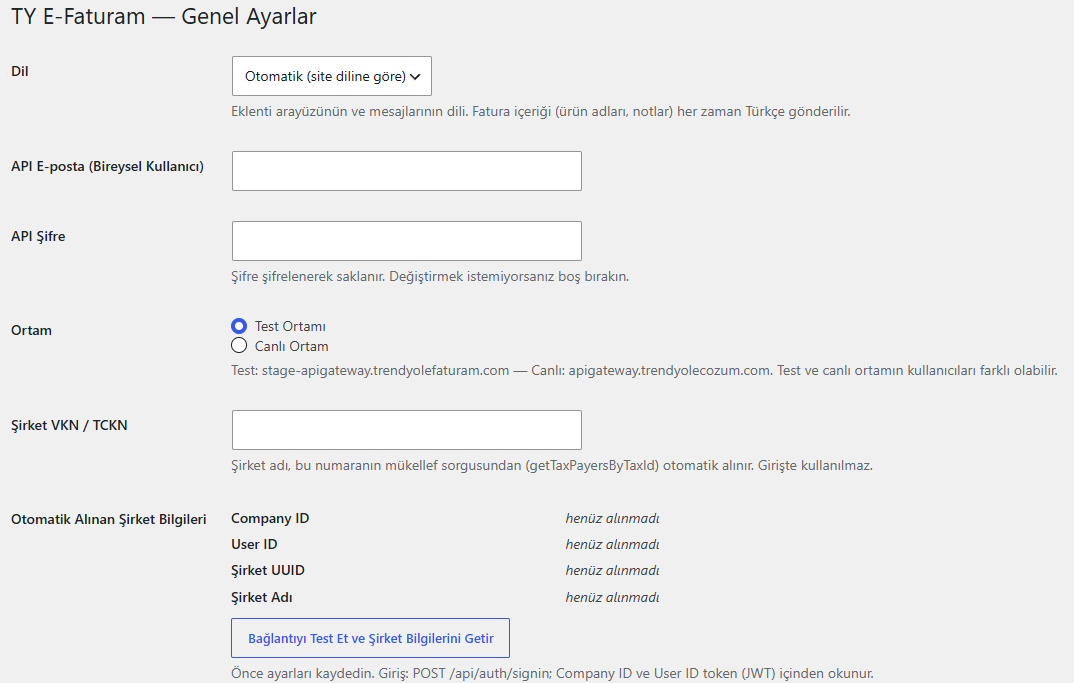 TY E-Faturam — Genel Ayarlar
Dil
Otomatik (site diline göre)
Eklenti arayüzünün ve mesajlarının dili. Fatura içeriği (ürün adları, notlar) her zaman Türkçe gönderilir.
API E-posta (Bireysel Kullanıcı)
API Şifre
Şifre şifrelenerek saklanır. Değiştirmek istemiyorsanız boş bırakın.
Ortam
Test Ortamı
Canlı Ortam
Test: stage-apigateway.trendyolefaturam.com — Canlı: apigateway.trendyolecozum.com. Test ve canlı ortamın kullanıcıları farklı olabilir.
Şirket VKN / TCKN
Şirket adı, bu numaranın mükellef sorgusundan (getTaxPayersByTaxId) otomatik alınır. Girişte kullanılmaz.
Otomatik Alınan Şirket Bilgileri
Company ID henüz alınmadı
User ID henüz alınmadı
Şirket UUID henüz alınmadı
Şirket Adı henüz alınmadı
Bağlantıyı Test Et ve Şirket Bilgilerini Getir
Önce ayarları kaydedin. Giriş: POST /api/auth/signin; Company ID ve User ID token (JWT) içinden okunur.